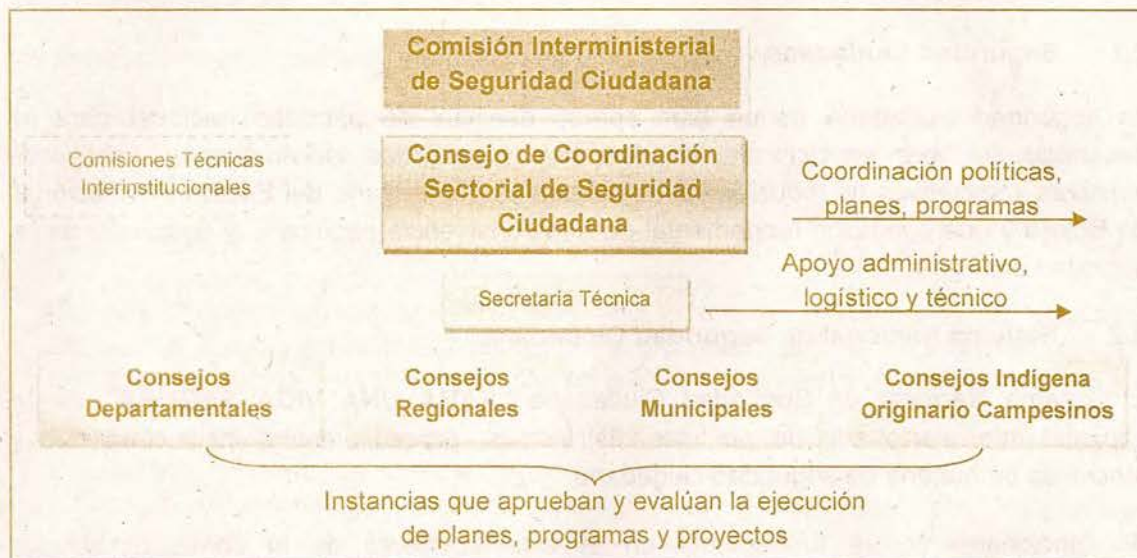 Comisión Interministerial
de Seguridad Ciudadana
Comisiones Técnicas
Interinstitucionales
Consejo de Coordinación
Sectorial de Seguridad
Ciudadana
Coordinación políticas,
planes, programas
Secretaría Técnica
Apoyo administrativo,
logístico y técnico
Consejos
Departamentales
Consejos
Regionales
Consejos
Municipales
Consejos Indígena
Originario Campesinos
Instancias que aprueban y evalúan la ejecución
de planes, programas y proyectos